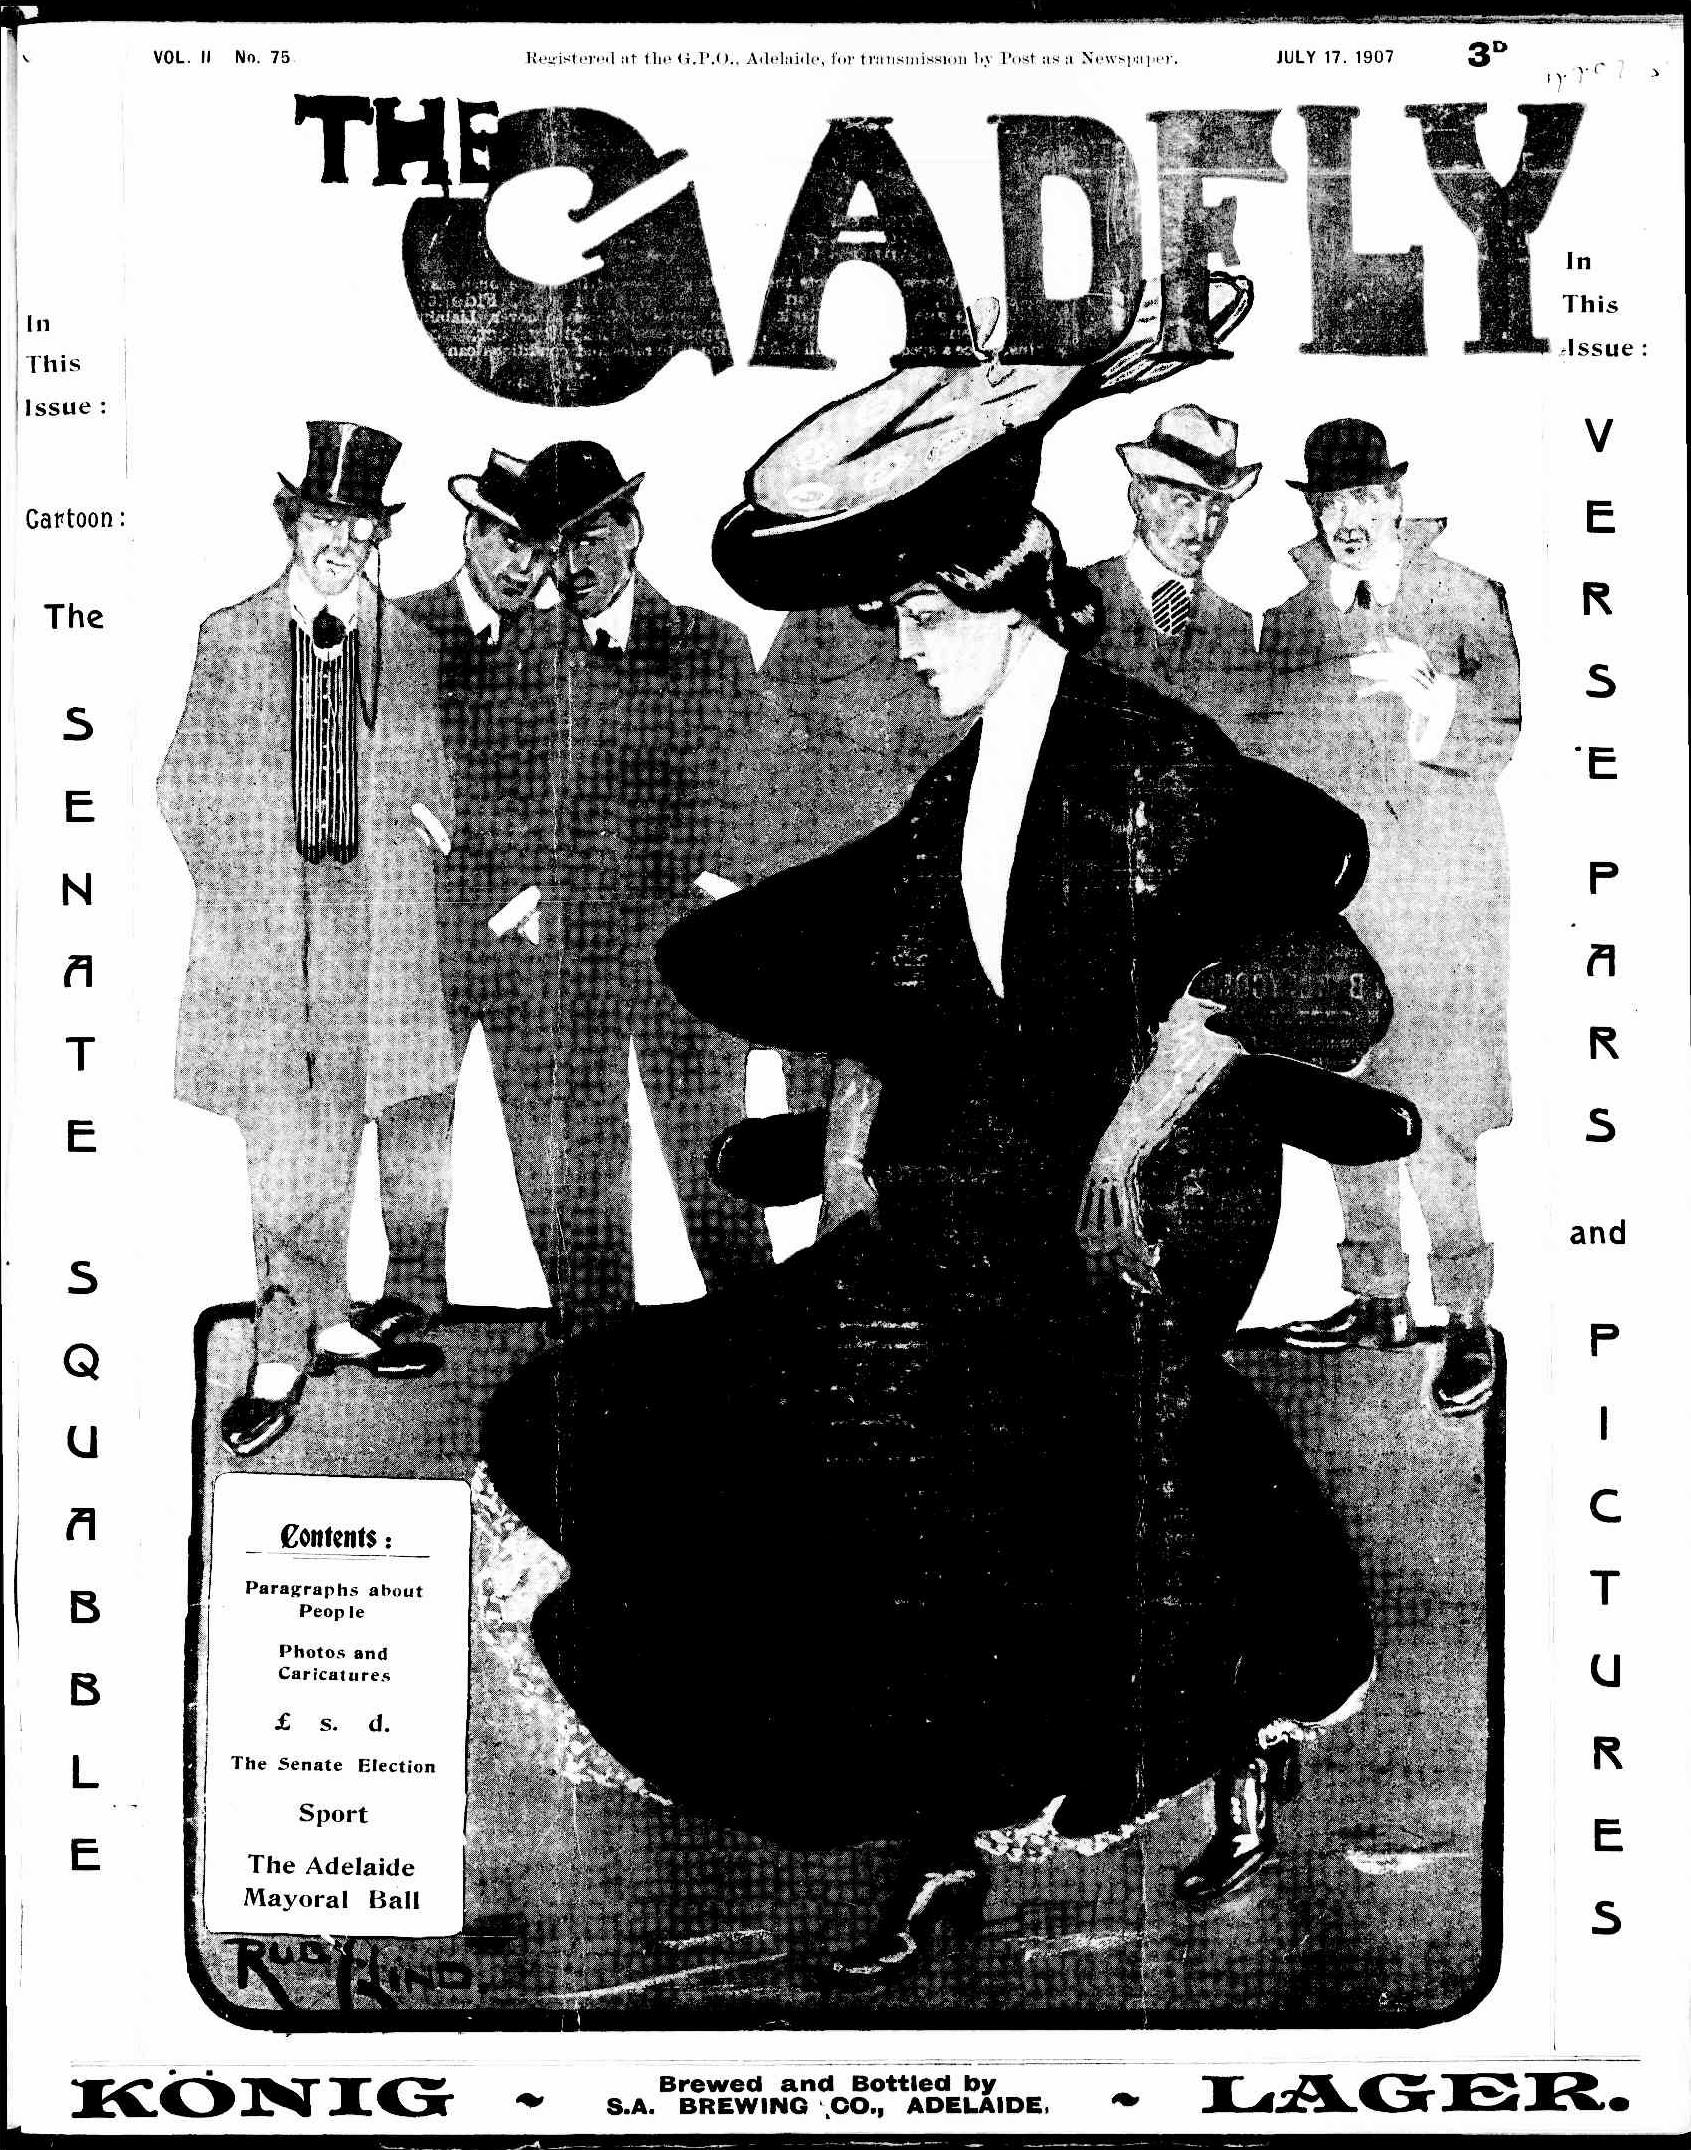 VOL. II No. 75
Registered at the G.P.O., Adelaide, for transmission by Post as a Newspaper.
JULY 17. 1907
3D
THE GADFLY
In
This
Issue :
Cartoon :
The
SENATE
SQUABBLE
In
This
Issue :
VERSE
PARS
and
PICTURES
Contents :
Paragraphs about
People
Photos and
Caricatures
£ s. d.
The Senate Election
Sport
The Adelaide
Mayoral Ball
RUBY HIND.
KÖNIG ~ Brewed and Bottled by
S.A. BREWING CO., ADELAIDE. ~ LAGER.